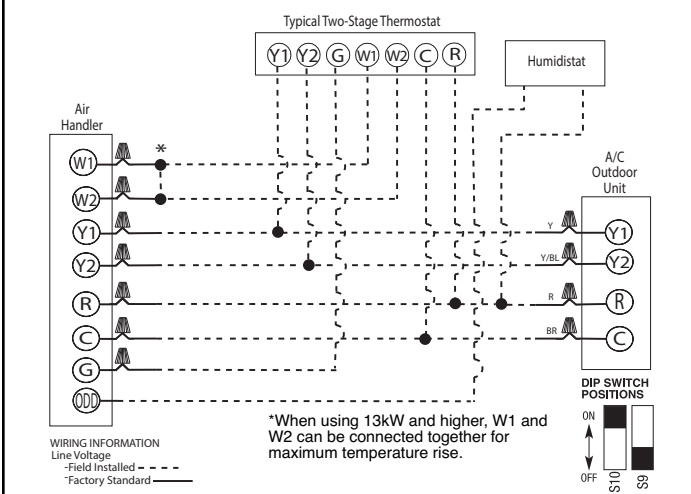 Typical Two-Stage Thermostat
Y1 Y2 G W1 W2 C R
Humidistat
Air
Handler
*
A/C
Outdoor
Unit
W1
W2
Y1 Y Y1
Y2 Y/BL Y2
R R R
C BR C
G
ODD
DIP SWITCH
POSITIONS
ON
OFF
S10 S9
*When using 13kW and higher, W1 and
W2 can be connected together for
maximum temperature rise.
WIRING INFORMATION
Line Voltage
-Field Installed
-Factory Standard